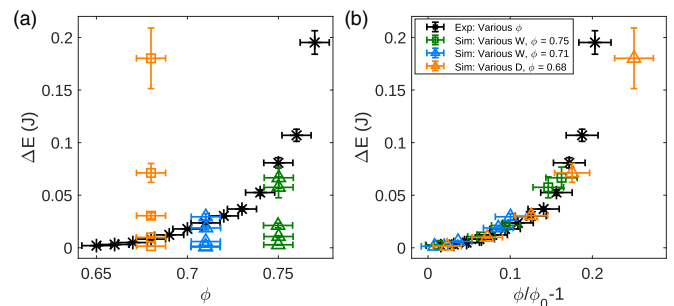 (a)
ΔE (J)
0.2
0.15
0.1
0.05
0
0.65
0.7
0.75
ϕ
(b)
Exp: Various ϕ
Sim: Various W, ϕ = 0.75
Sim: Various W, ϕ = 0.71
Sim: Various D, ϕ = 0.68
ΔE (J)
0.2
0.15
0.1
0.05
0
0
0.1
0.2
ϕ/ϕ₀-1